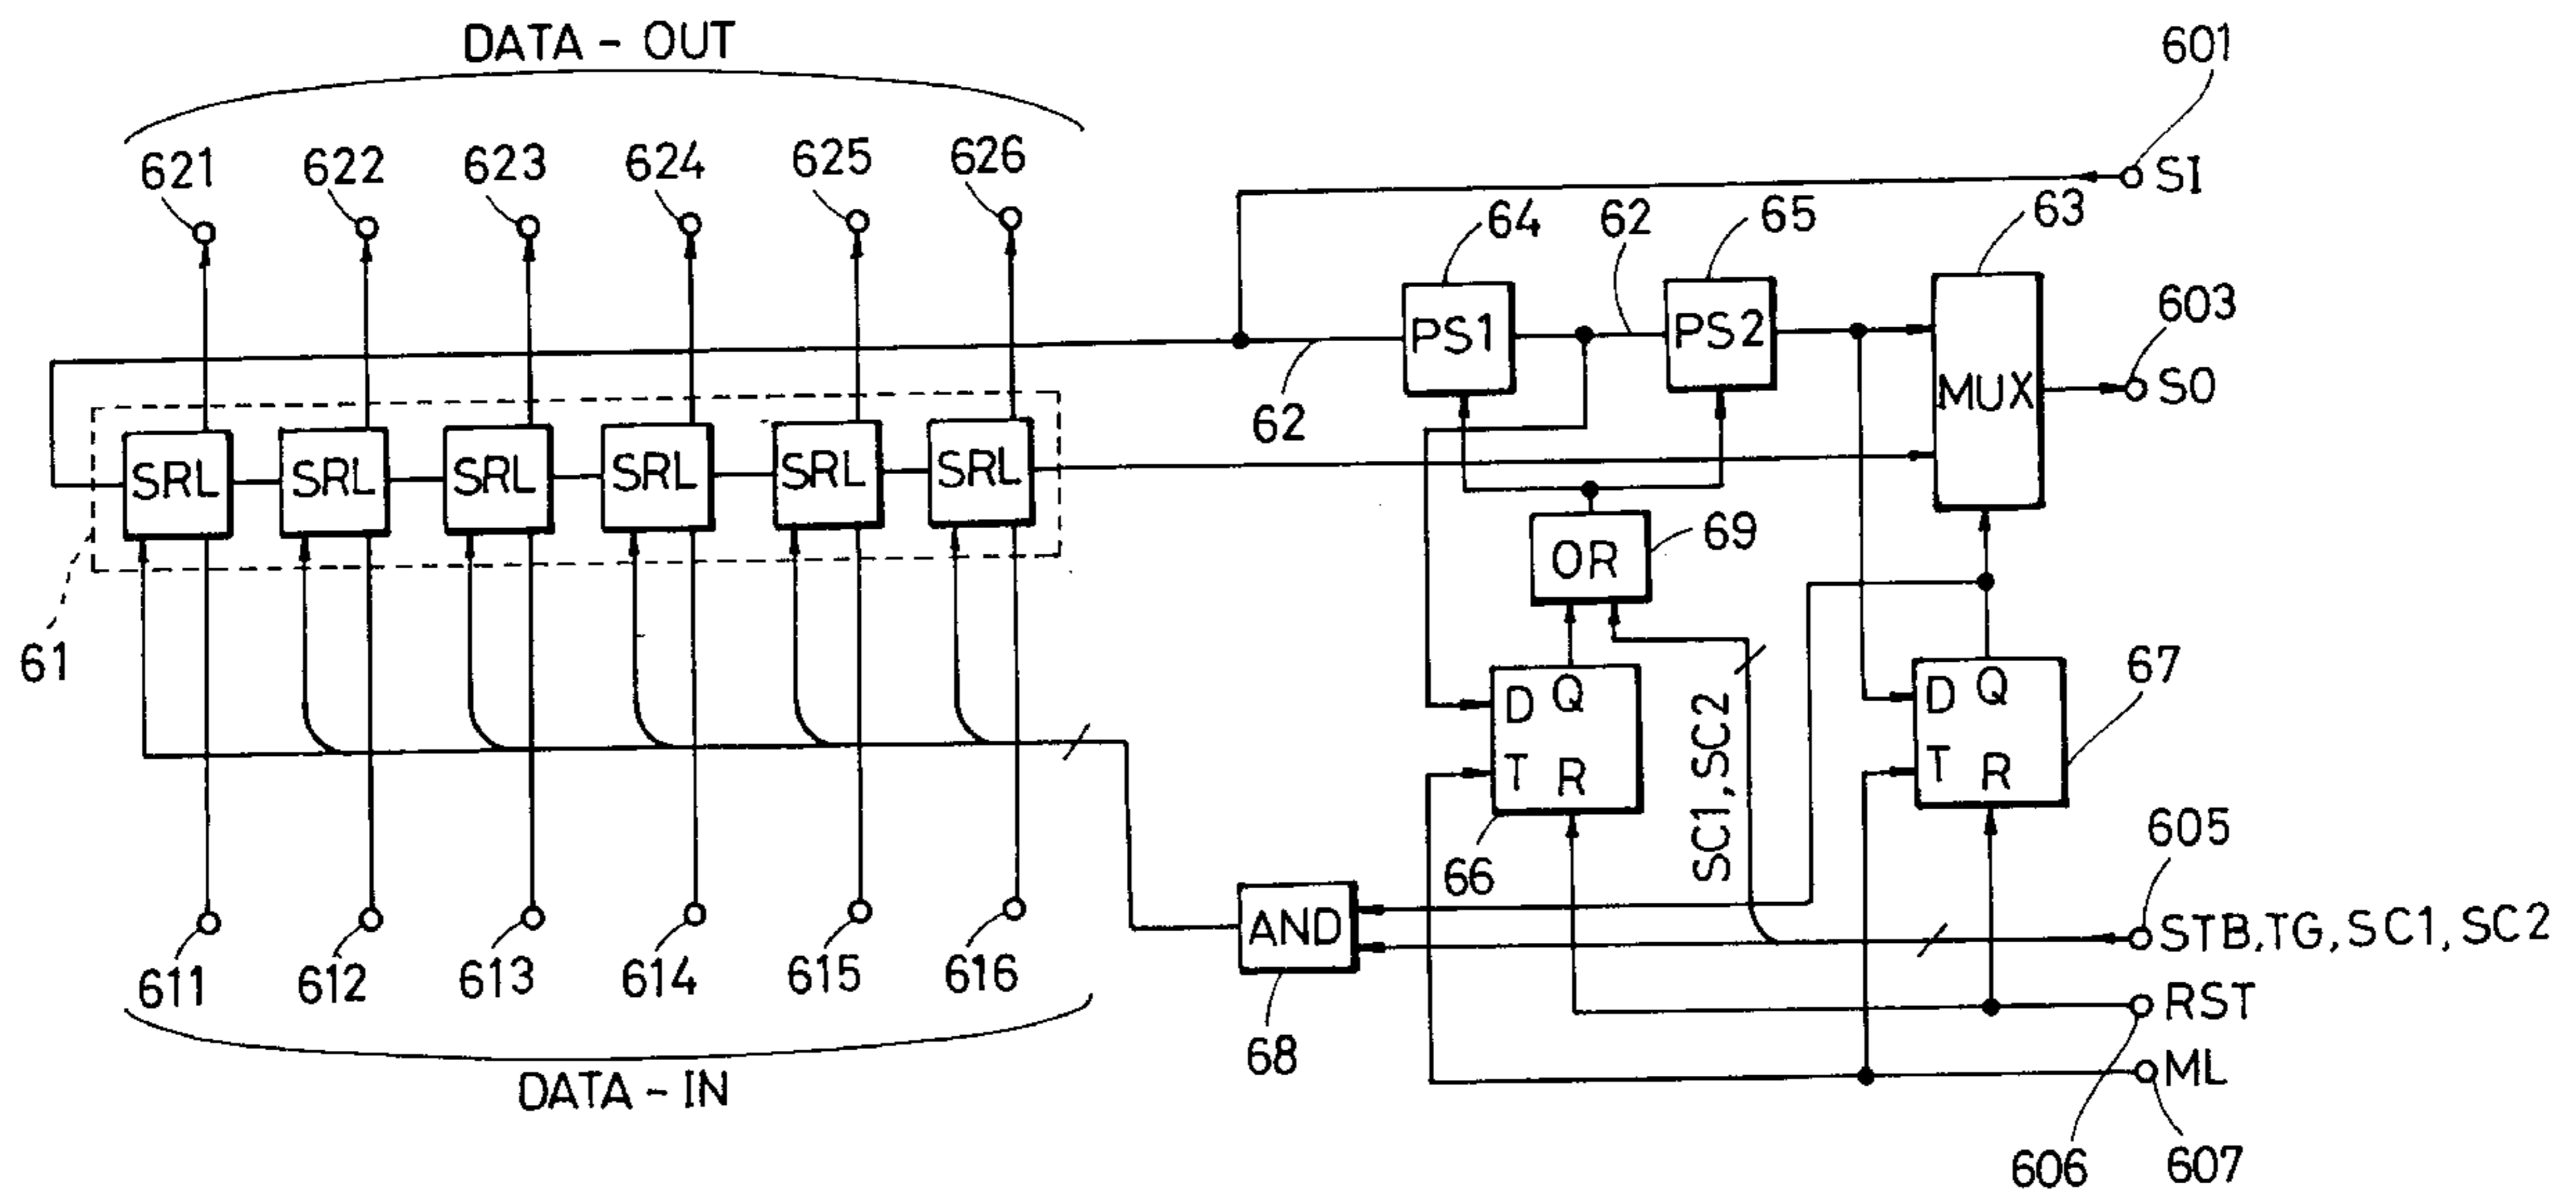 DATA - OUT
601
621
622
623
624
625
626
SI
64
62
65
63
603
PS1
PS2
MUX
SO
62
SRL
SRL
SRL
SRL
SRL
SRL
OR
69
61
D Q
T R
SC1, SC2
D Q
T R
67
66
605
AND
STB, TG, SC1, SC2
611
612
613
614
615
616
RST
68
ML
DATA - IN
606
607